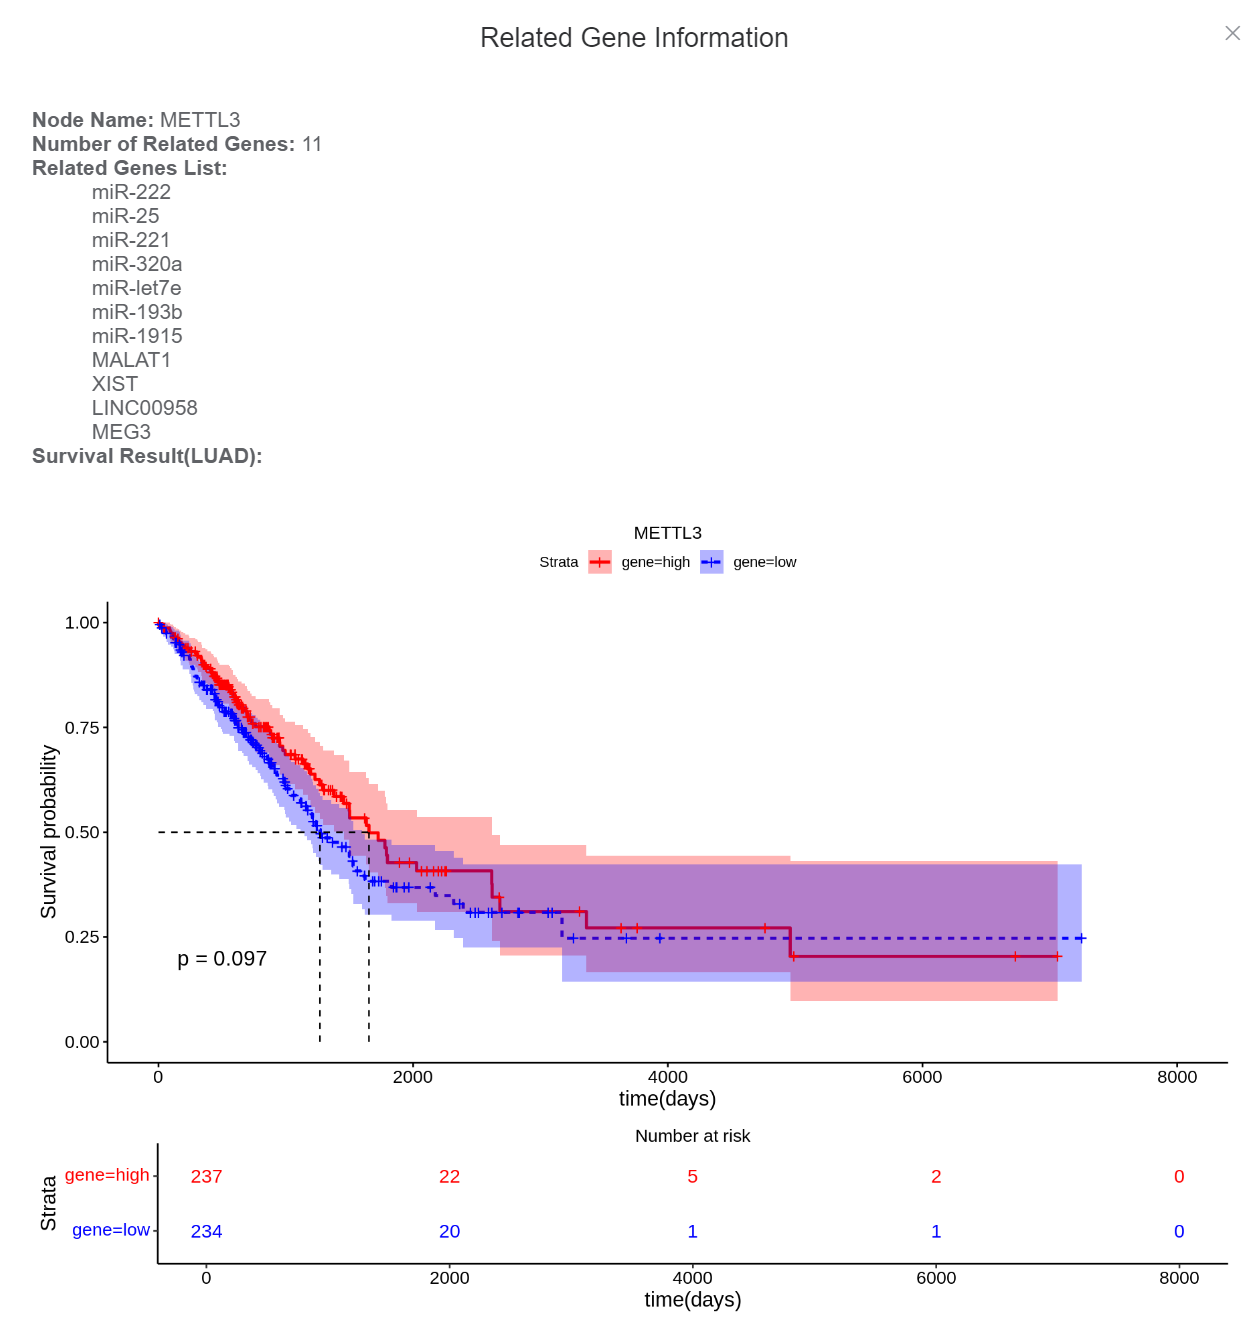 Related Gene Information
Node Name: METTL3
Number of Related Genes: 11
Related Genes List:
miR-222
miR-25
miR-221
miR-320a
miR-let7e
miR-193b
miR-1915
MALAT1
XIST
LINC00958
MEG3
Survival Result(LUAD):
METTL3
Strata gene=high gene=low
1.00
0.75
0.50
0.25
0.00
Survival probability
p = 0.097
0 2000 4000 6000 8000
time(days)
Number at risk
Strata
gene=high 237 22 5 2 0
gene=low 234 20 1 1 0
0 2000 4000 6000 8000
time(days)